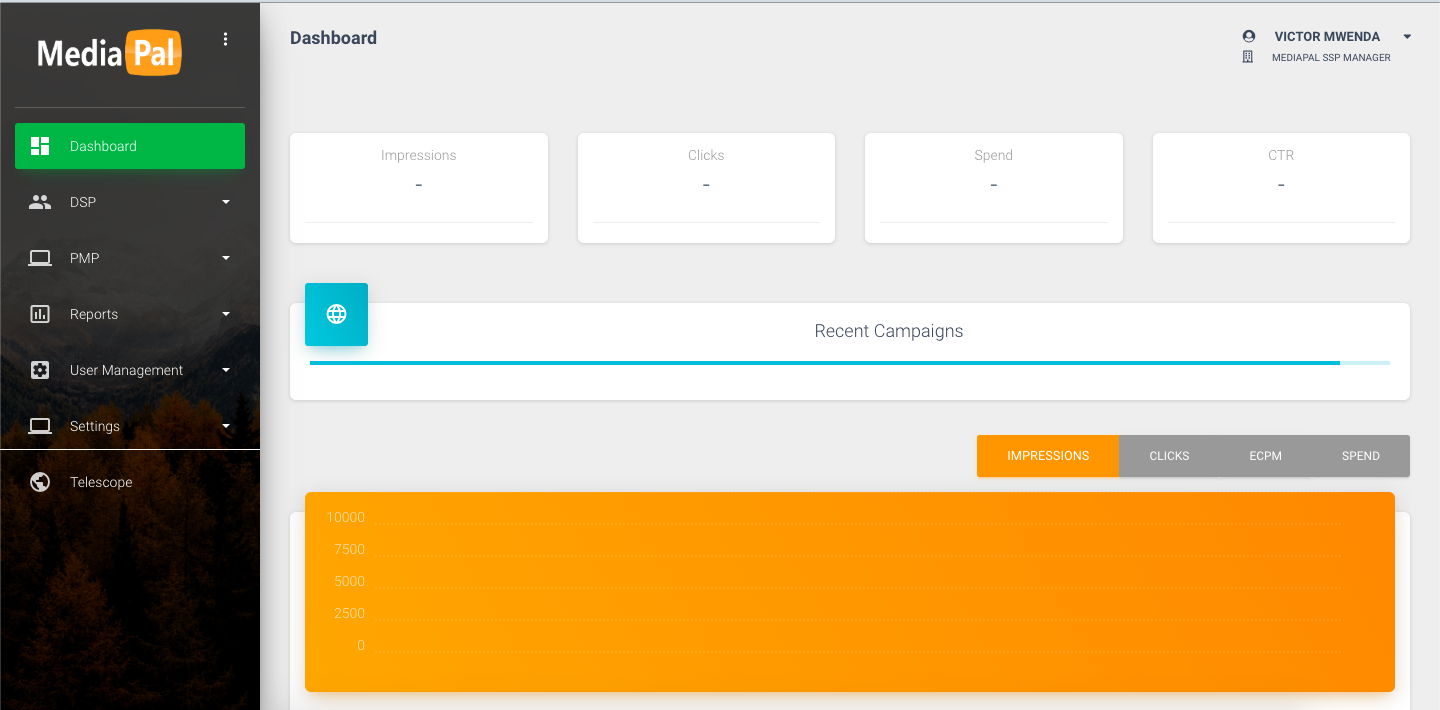 MediaPal
Dashboard
DSP
PMP
Reports
User Management
Settings
Telescope
Dashboard
VICTOR MWENDA
MEDIAPAL SSP MANAGER
Impressions
-
Clicks
-
Spend
-
CTR
-
Recent Campaigns
IMPRESSIONS
CLICKS
ECPM
SPEND
10000
7500
5000
2500
0